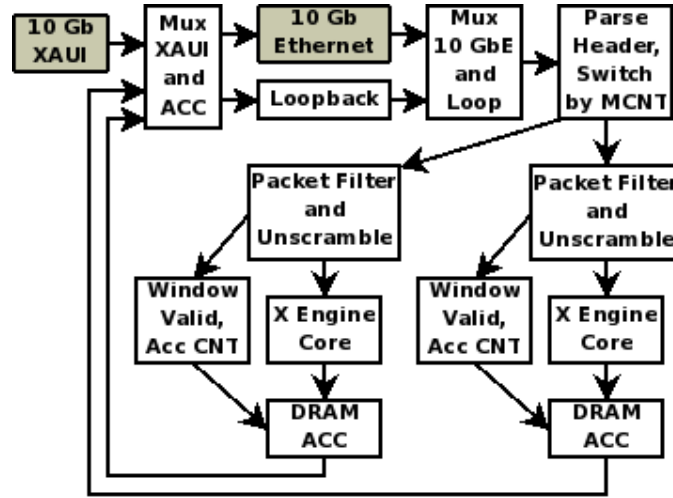 10 Gb
XAUI
Mux
XAUI
and
ACC
10 Gb
Ethernet
Loopback
Mux
10 GbE
and
Loop
Parse
Header,
Switch
by MCNT
Packet Filter
and
Unscramble
Packet Filter
and
Unscramble
Window
Valid,
Acc CNT
X Engine
Core
Window
Valid,
Acc CNT
X Engine
Core
DRAM
ACC
DRAM
ACC